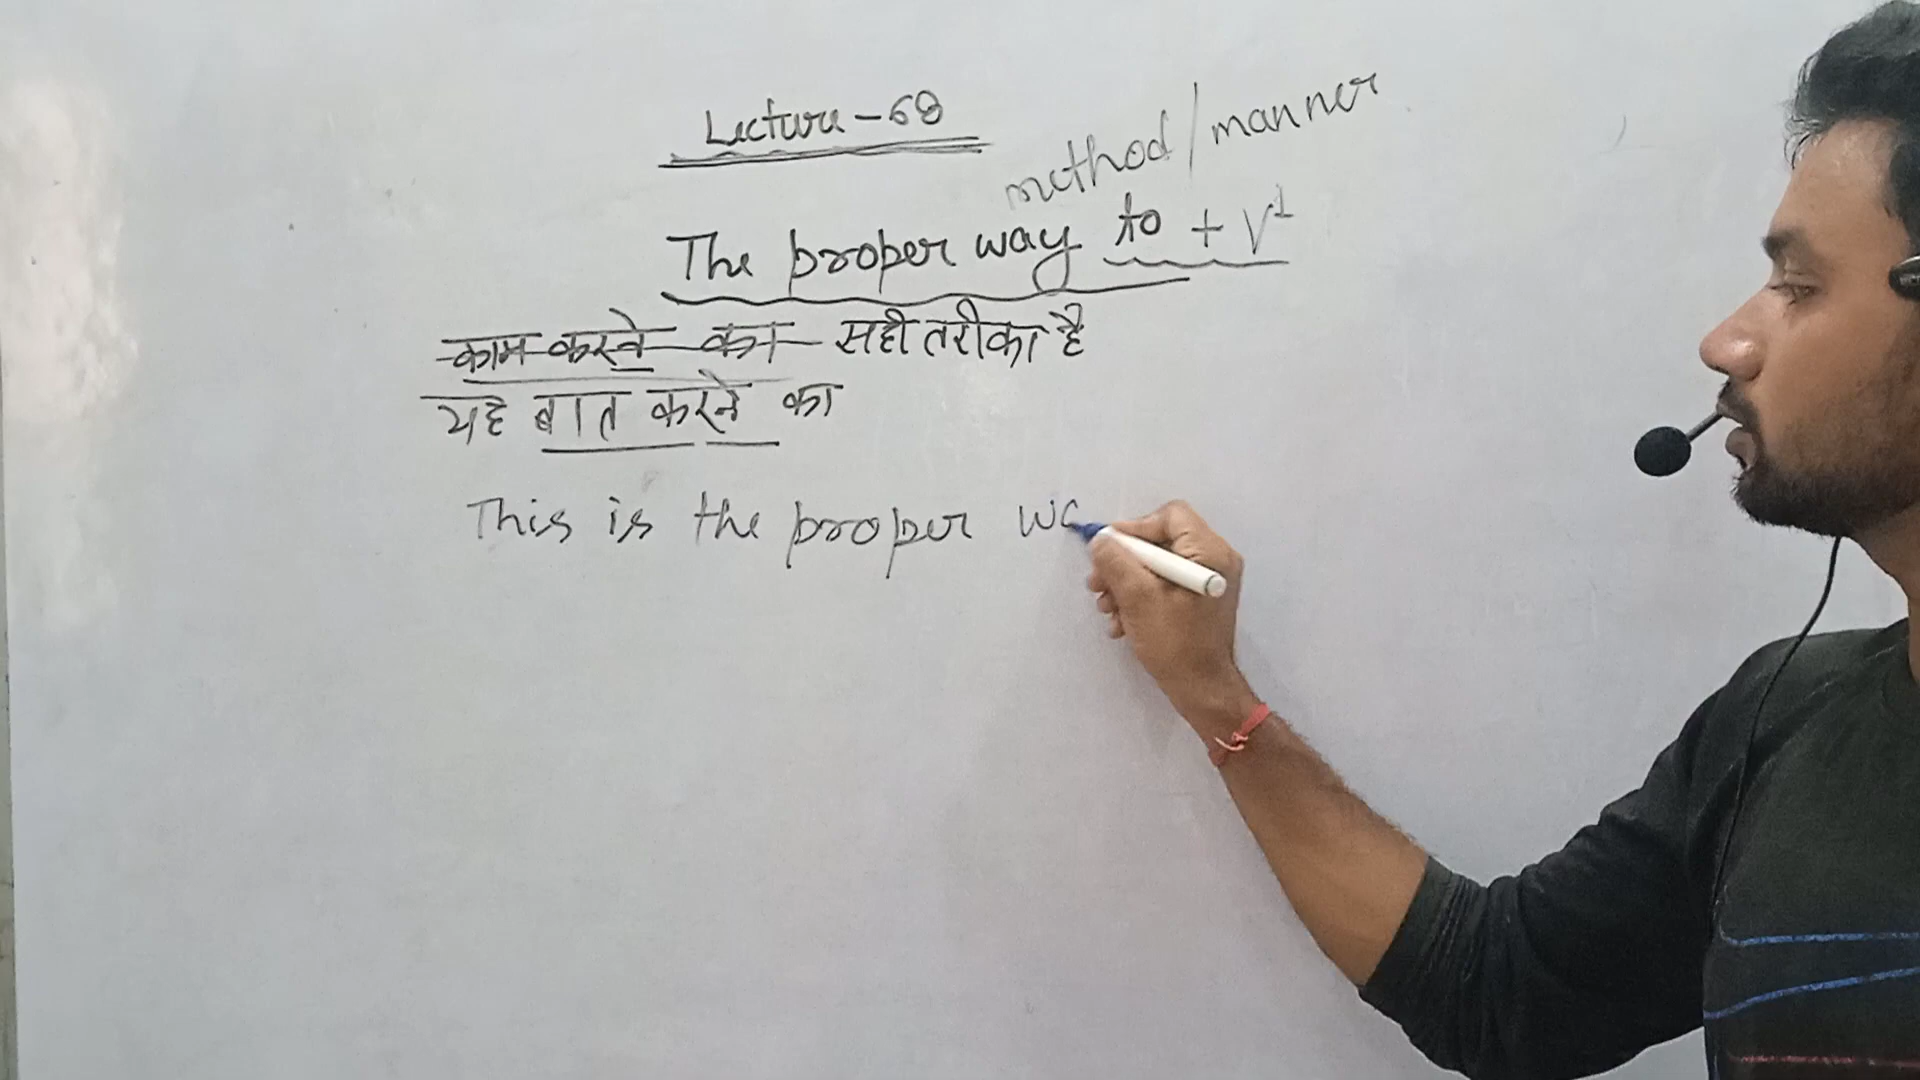 Lecture-68
method/manner
The proper way to + V¹
काम करने का सही तरीका है
यह बात करने का
This is the proper wa